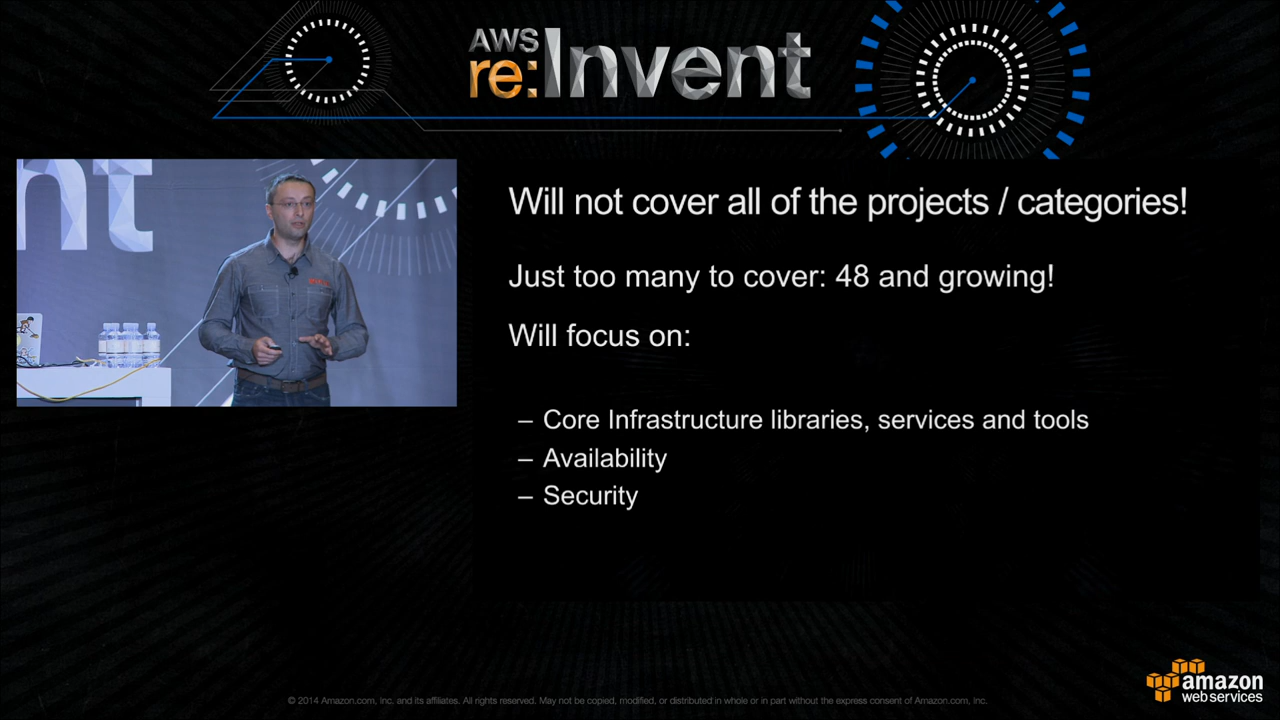 AWS
re:Invent
nt
Will not cover all of the projects / categories!
Just too many to cover: 48 and growing!
Will focus on:
– Core Infrastructure libraries, services and tools
– Availability
– Security
amazon
web services
© 2014 Amazon.com, Inc. and its affiliates. All rights reserved. May not be copied, modified, or distributed in whole or in part without the express consent of Amazon.com, Inc.